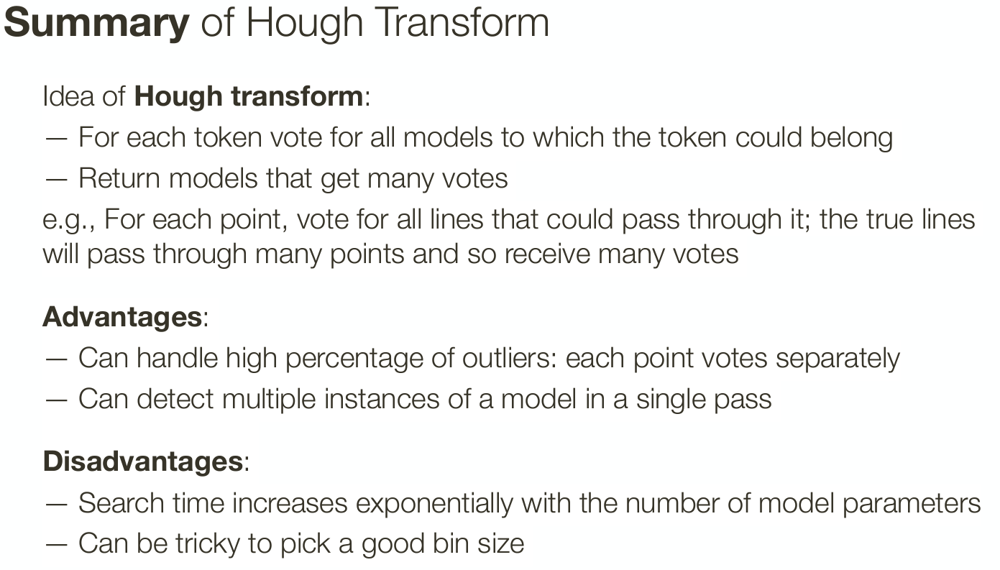 Summary of Hough Transform
Idea of Hough transform:
— For each token vote for all models to which the token could belong
— Return models that get many votes
e.g., For each point, vote for all lines that could pass through it; the true lines
will pass through many points and so receive many votes
Advantages:
— Can handle high percentage of outliers: each point votes separately
— Can detect multiple instances of a model in a single pass
Disadvantages:
— Search time increases exponentially with the number of model parameters
— Can be tricky to pick a good bin size